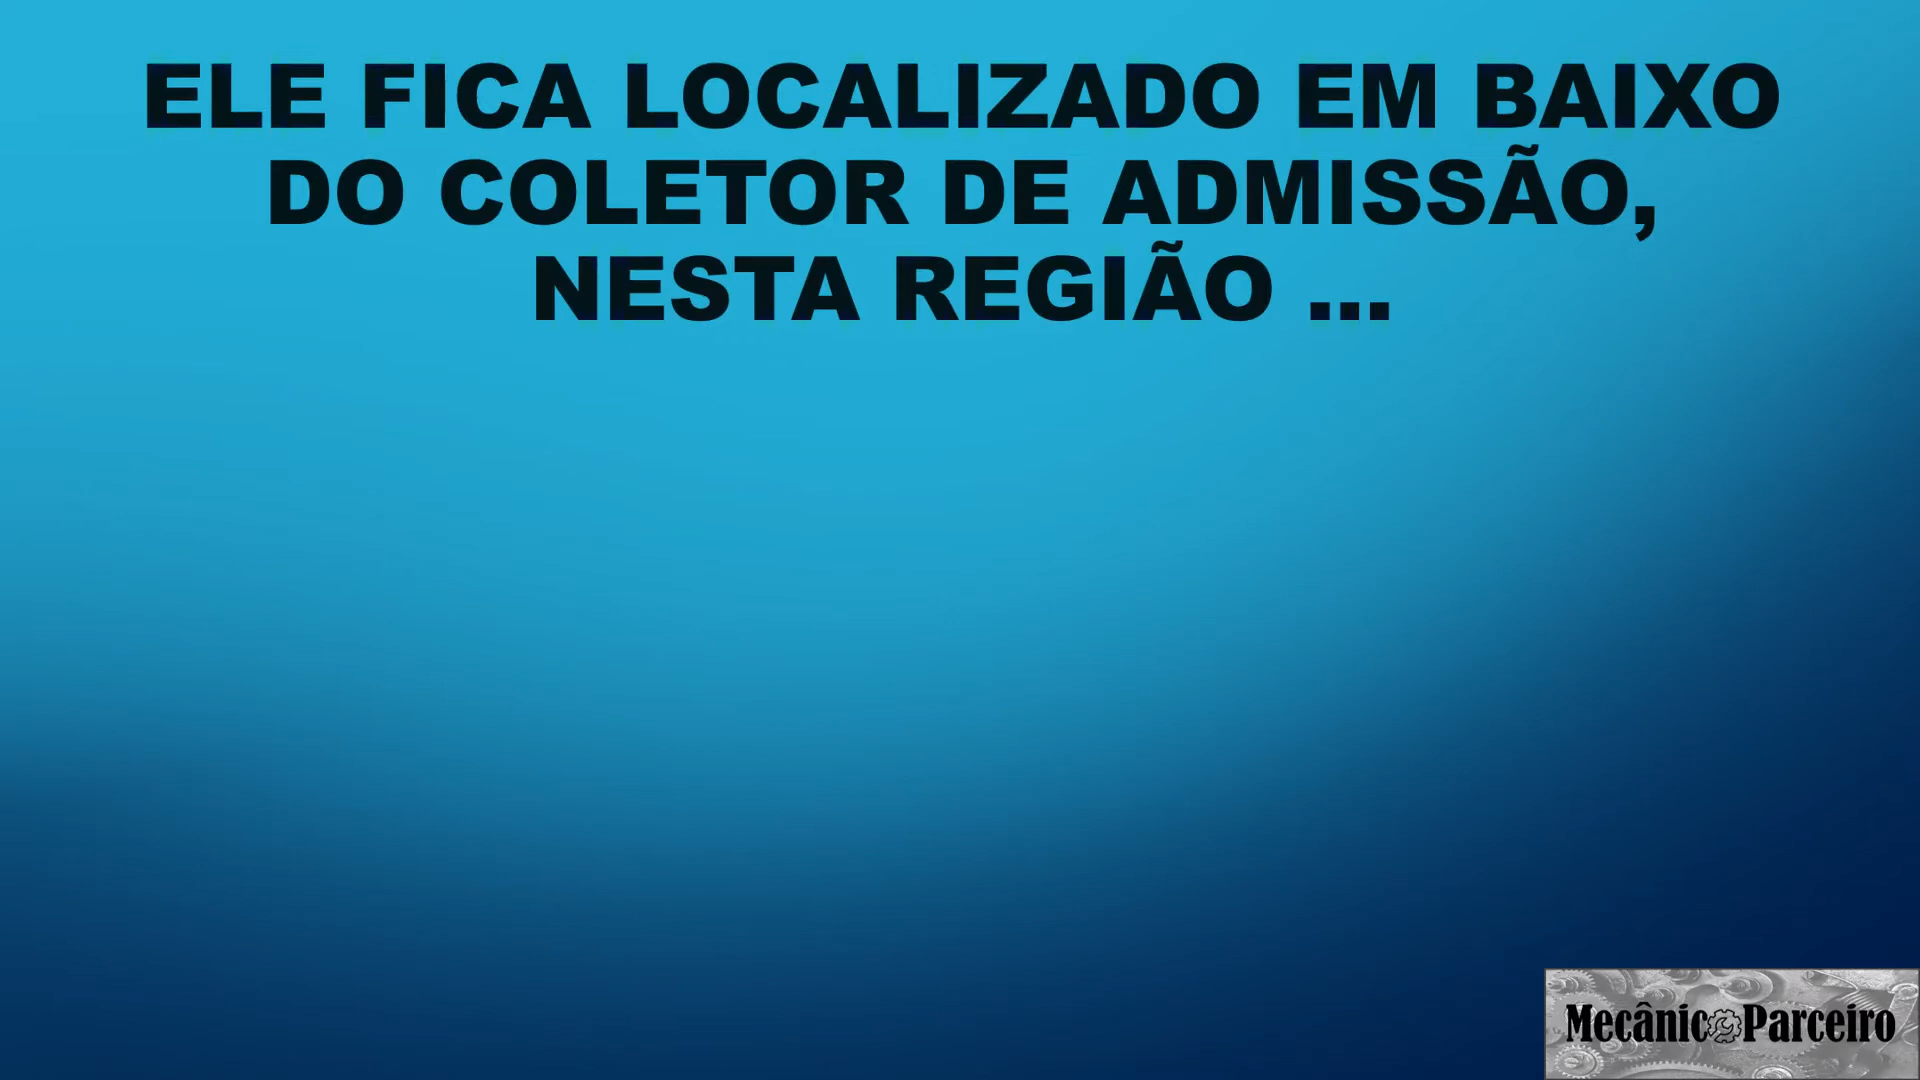 ELE FICA LOCALIZADO EM BAIXO
DO COLETOR DE ADMISSÃO,
NESTA REGIÃO ...
Mecânico Parceiro